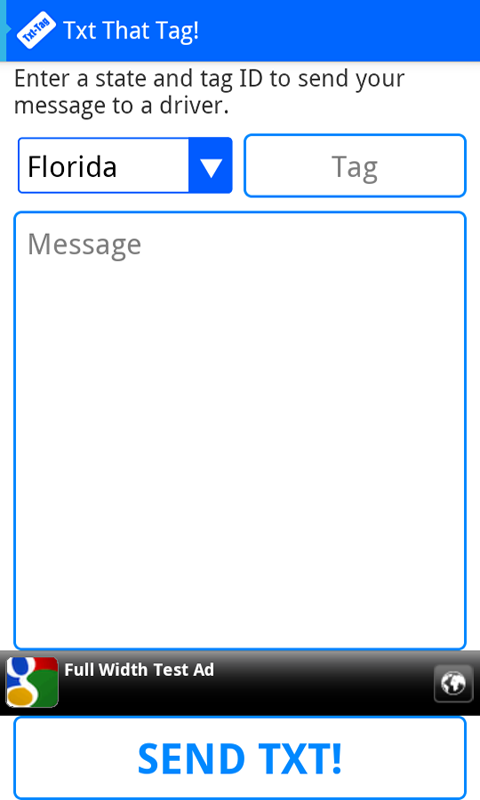 Txt-Tag
Txt That Tag!
Enter a state and tag ID to send your
message to a driver.
Florida
Tag
Message
g
Full Width Test Ad
SEND TXT!